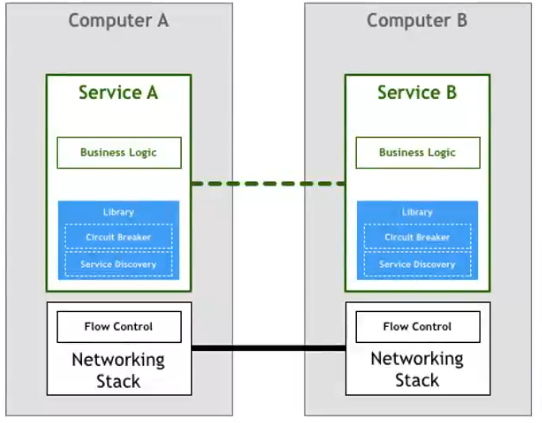 Computer A
Service A
Business Logic
Library
Circuit Breaker
Service Discovery
Flow Control
Networking
Stack
Computer B
Service B
Business Logic
Library
Circuit Breaker
Service Discovery
Flow Control
Networking
Stack